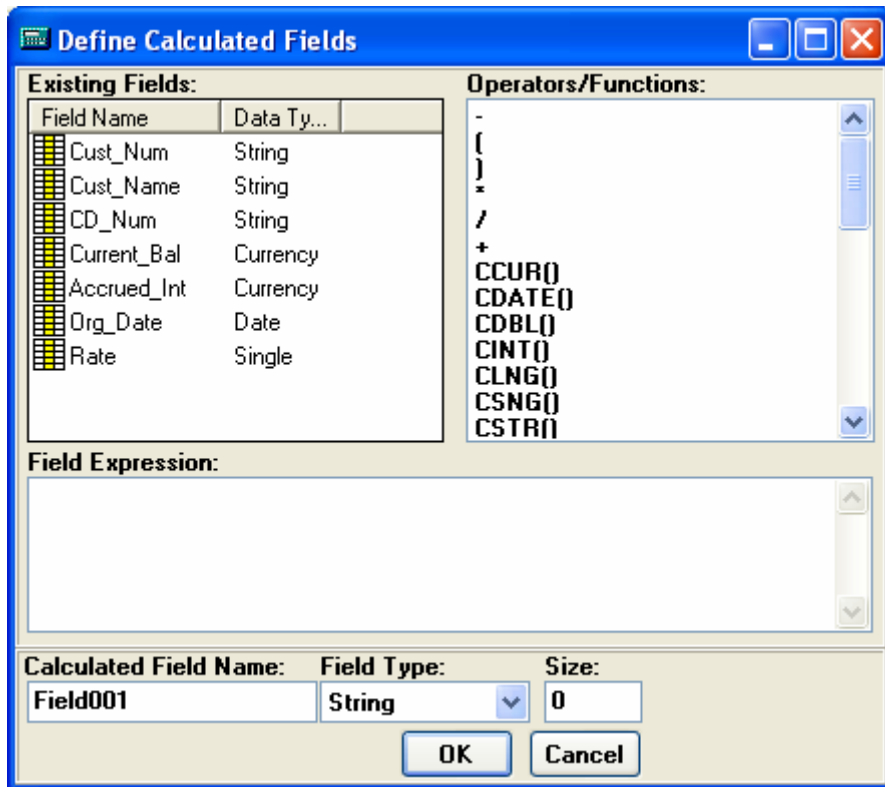 Define Calculated Fields
Existing Fields:
Field Name Data Ty...
Cust_Num String
Cust_Name String
CD_Num String
Current_Bal Currency
Accrued_Int Currency
Org_Date Date
Rate Single
Operators/Functions:
-
(
)
*
/
+
CCUR()
CDATE()
CDBL()
CINT()
CLNG()
CSNG()
CSTR()
Field Expression:
Calculated Field Name: Field Type: Size:
Field001 String 0
OK Cancel